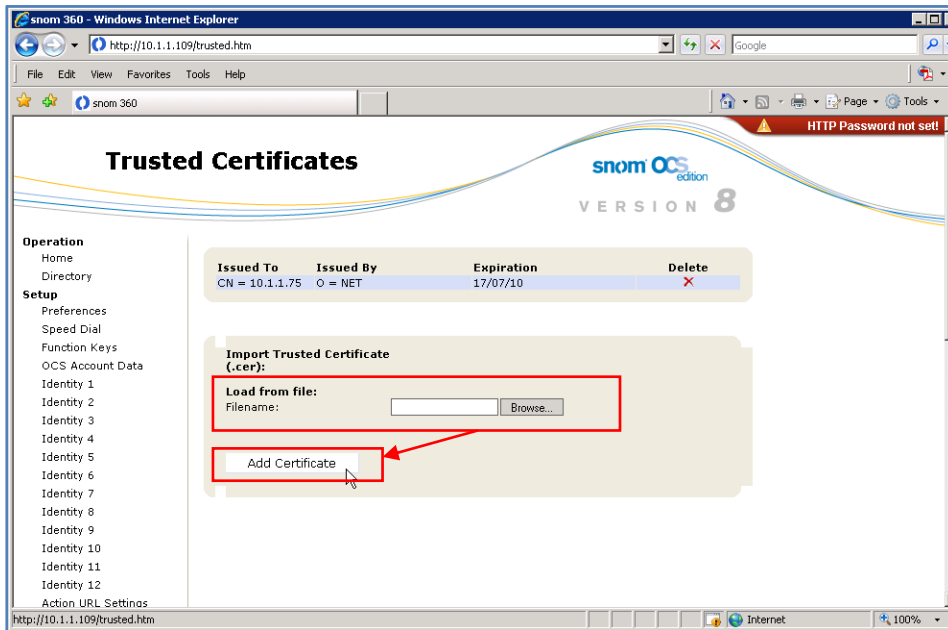 snom 360 - Windows Internet Explorer
http://10.1.1.109/trusted.htm
Google
File Edit View Favorites Tools Help
snom 360
Page Tools
HTTP Password not set!
Trusted Certificates
snom OCS
edition
VERSION 8
Operation
Home
Directory
Setup
Preferences
Speed Dial
Function Keys
OCS Account Data
Identity 1
Identity 2
Identity 3
Identity 4
Identity 5
Identity 6
Identity 7
Identity 8
Identity 9
Identity 10
Identity 11
Identity 12
Action URL Settings
Issued To Issued By Expiration Delete
CN = 10.1.1.75 O = NET 17/07/10
Import Trusted Certificate
(.cer):
Load from file:
Filename: Browse...
Add Certificate
http://10.1.1.109/trusted.htm
Internet
100%